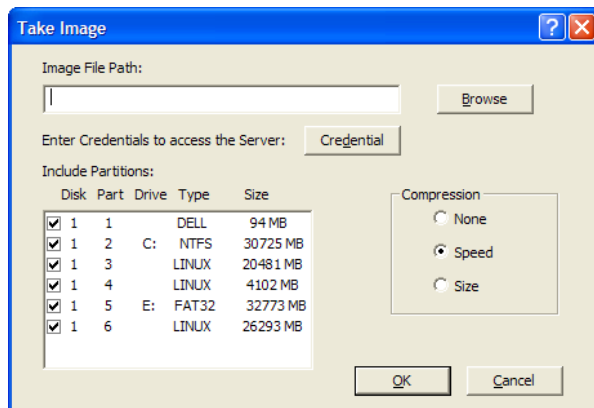 Take Image
Image File Path:
Browse
Enter Credentials to access the Server: Credential
Include Partitions:
Disk Part Drive Type Size
1 1 DELL 94 MB
1 2 C: NTFS 30725 MB
1 3 LINUX 20481 MB
1 4 LINUX 4102 MB
1 5 E: FAT32 32773 MB
1 6 LINUX 26293 MB
Compression
None
Speed
Size
OK Cancel